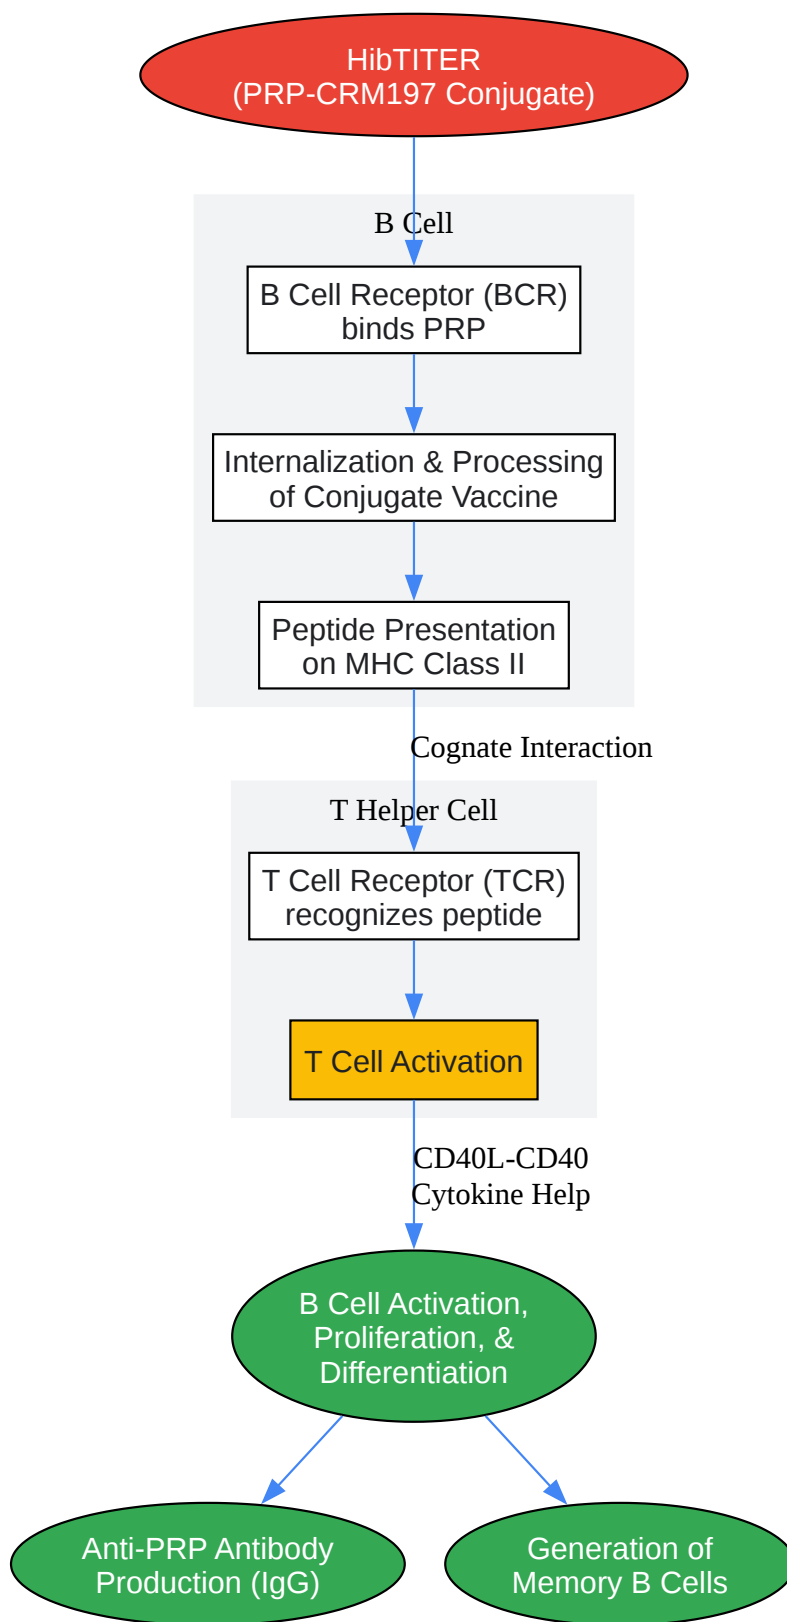 HibTITER
(PRP-CRM197 Conjugate)
B Cell
B Cell Receptor (BCR)
binds PRP
Internalization & Processing
of Conjugate Vaccine
Peptide Presentation
on MHC Class II
Cognate Interaction
T Helper Cell
T Cell Receptor (TCR)
recognizes peptide
T Cell Activation
CD40L-CD40
Cytokine Help
B Cell Activation,
Proliferation, &
Differentiation
Anti-PRP Antibody
Production (IgG)
Generation of
Memory B Cells